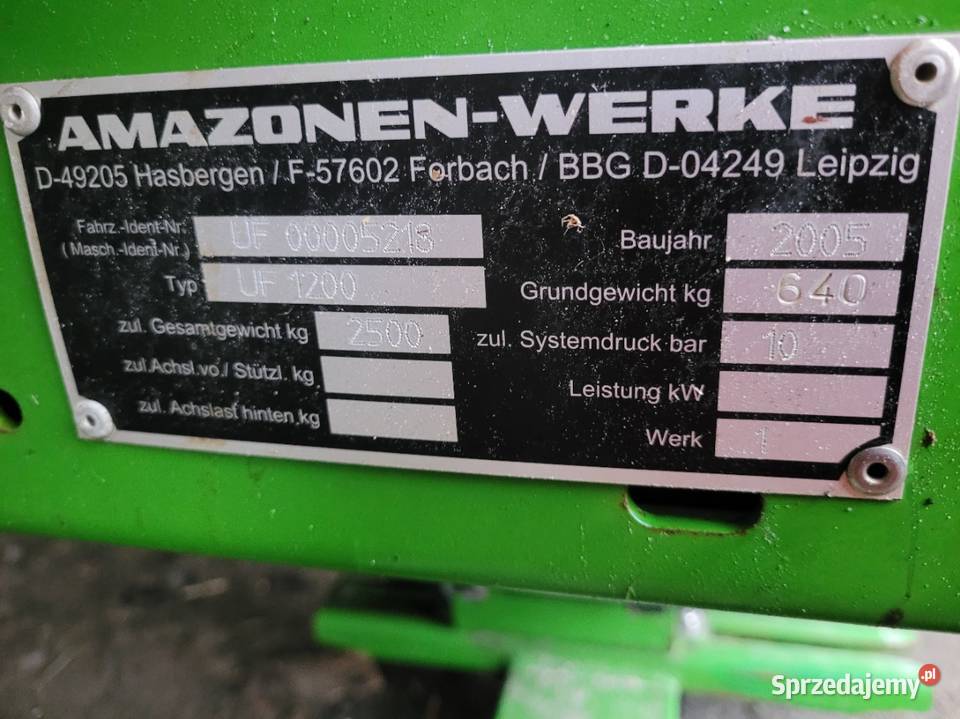 AMAZONEN-WERKE
D-49205 Hasbergen / F-57602 Forbach / BBG D-04249 Leipzig
Fahrz.-Ident-Nr.
(Masch.-Ident-Nr.) UF 00005218
Typ UF 1200
zul. Gesamtgewicht kg 2500
zul.Achsl.vo./ Stützl. kg
zul. Achslast hinten kg
Baujahr 2005
Grundgewicht kg 640
zul. Systemdruck bar 10
Leistung kW
Werk 1
Sprzedajemy.pl